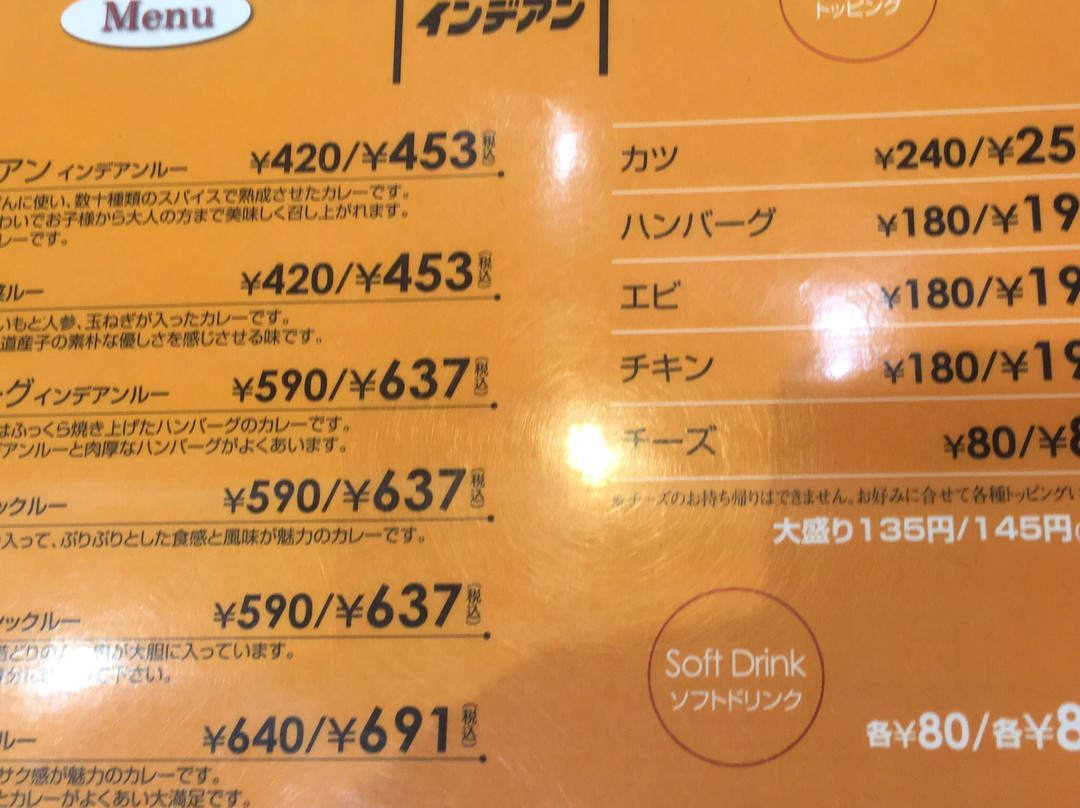 Menu
インデアン
トッピング
アン インデアンルー ¥420/¥453(税込)
んに使い、数十種類のスパイスで熟成させたカレーです。
わいでお子様から大人の方まで美味しく召し上がれます。
レーです。
ルー ¥420/¥453(税込)
いもと人参、玉ねぎが入ったカレーです。
道産子の素朴な優しさを感じさせる味です。
ーグ インデアンルー ¥590/¥637(税込)
はふっくら焼き上げたハンバーグのカレーです。
アンルーと肉厚なハンバーグがよくあいます。
ックルー ¥590/¥637(税込)
入って、ぷりぷりとした食感と風味が魅力のカレーです。
ックルー ¥590/¥637(税込)
どりの 肉が大胆に入っています。
下さい。
ルー ¥640/¥691(税込)
サク感が魅力のカレーです。
とカレーがよくあい大満足です。
カツ ¥240/¥25
ハンバーグ ¥180/¥19
エビ ¥180/¥19
チキン ¥180/¥19
チーズ ¥80/¥8
※チーズのお持ち帰りはできません。お好みに合せて各種トッピング
大盛り135円/145円
Soft Drink
ソフトドリンク
各¥80/各¥8